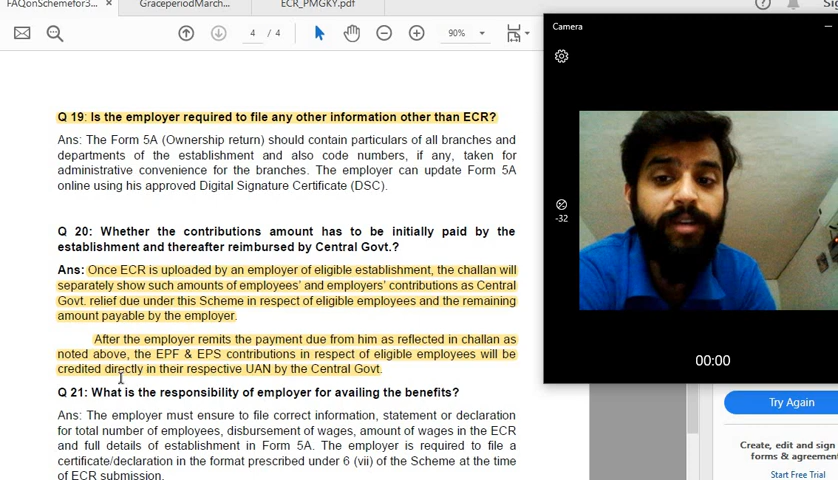 FAQonSchemefor3...
GraceperiodMarch...
ECR_PMGKY.pdf
4 / 4
90%
Q 19: Is the employer required to file any other information other than ECR?
Ans: The Form 5A (Ownership return) should contain particulars of all branches and
departments of the establishment and also code numbers, if any, taken for
administrative convenience for the branches. The employer can update Form 5A
online using his approved Digital Signature Certificate (DSC).
Q 20: Whether the contributions amount has to be initially paid by the
establishment and thereafter reimbursed by Central Govt.?
Ans: Once ECR is uploaded by an employer of eligible establishment, the challan will
separately show such amounts of employees' and employers' contributions as Central
Govt. relief due under this Scheme in respect of eligible employees and the remaining
amount payable by the employer.
After the employer remits the payment due from him as reflected in challan as
noted above, the EPF & EPS contributions in respect of eligible employees will be
credited directly in their respective UAN by the Central Govt.
Q 21: What is the responsibility of employer for availing the benefits?
Ans: The employer must ensure to file correct information, statement or declaration
for total number of employees, disbursement of wages, amount of wages in the ECR
and full details of establishment in Form 5A. The employer is required to file a
certificate/declaration in the format prescribed under 6 (vii) of the Scheme at the time
of ECR submission.
Camera
-32
00:00
Try Again
Create, edit and sign
forms & agreemen
Start Free Trial